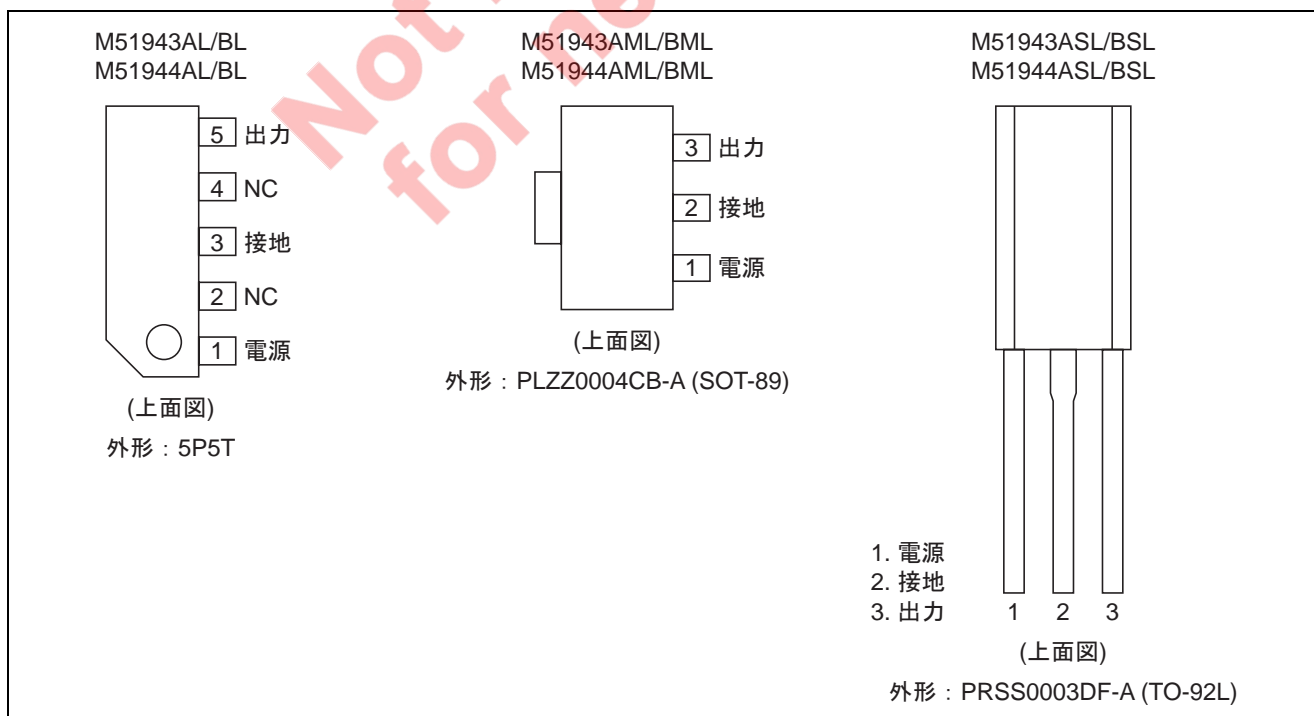 Not
for ne
M51943AL/BL
M51944AL/BL
5 出力
4 NC
3 接地
2 NC
1 電源
(上面図)
外形：5P5T
M51943AML/BML
M51944AML/BML
3 出力
2 接地
1 電源
(上面図)
外形：PLZZ0004CB-A (SOT-89)
M51943ASL/BSL
M51944ASL/BSL
1. 電源
2. 接地
3. 出力
1 2 3
(上面図)
外形：PRSS0003DF-A (TO-92L)